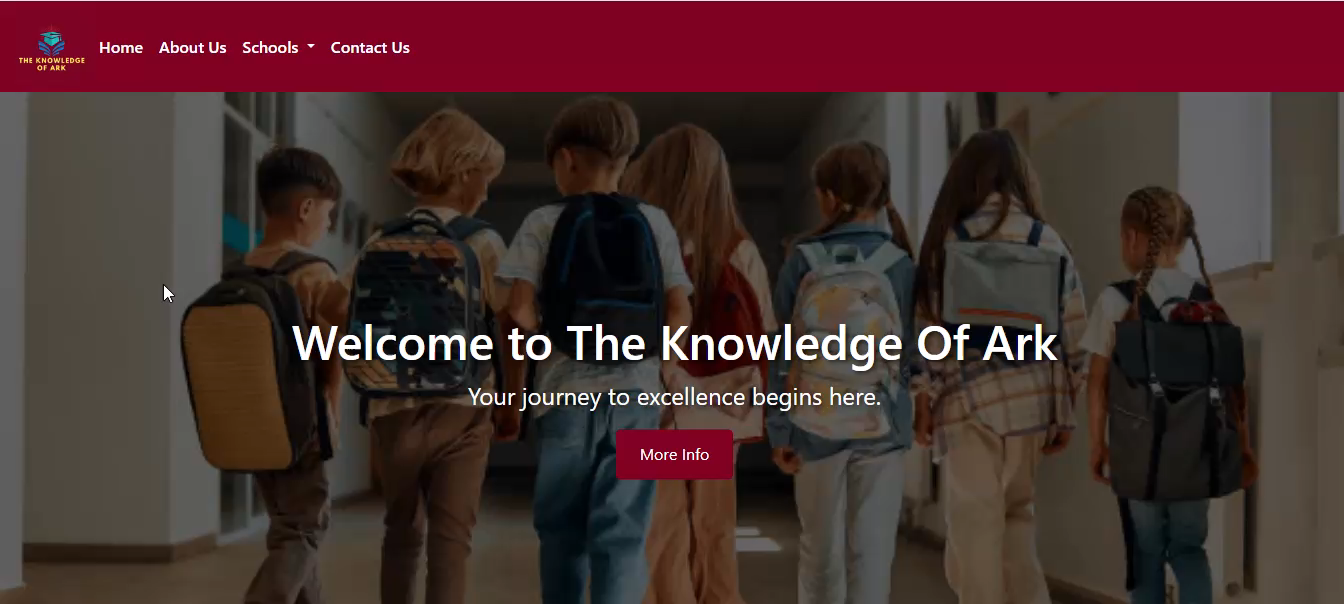 THE KNOWLEDGE
OF ARK
Home About Us Schools Contact Us
Welcome to The Knowledge Of Ark
Your journey to excellence begins here.
More Info